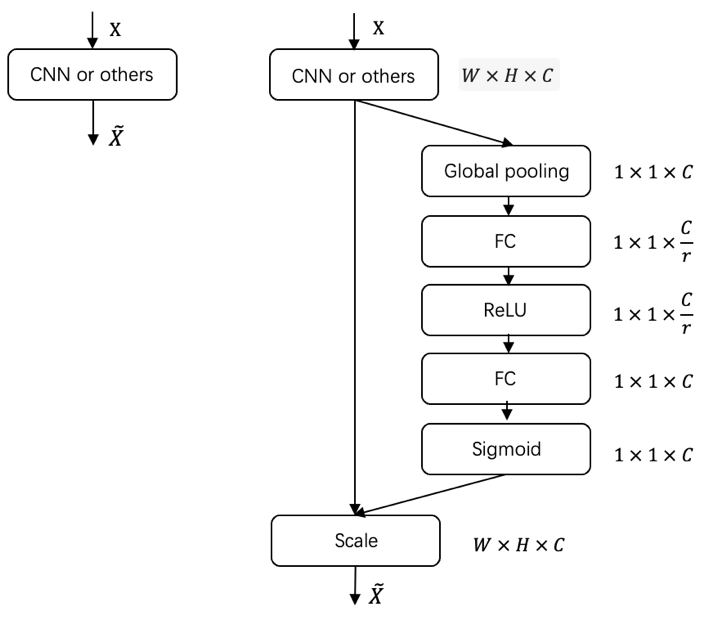 X
CNN or others
X̃
X
CNN or others W × H × C
Global pooling 1 × 1 × C
FC 1 × 1 × C/r
ReLU 1 × 1 × C/r
FC 1 × 1 × C
Sigmoid 1 × 1 × C
Scale W × H × C
X̃